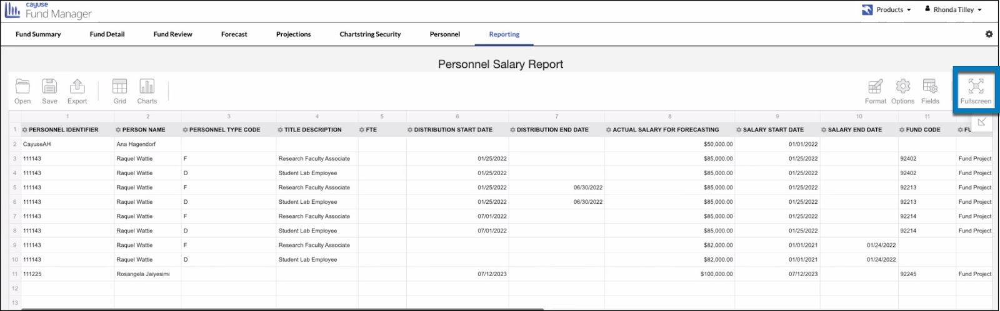 cayuse
Fund Manager
Products
Rhonda Tilley
Fund Summary Fund Detail Fund Review Forecast Projections Chartstring Security Personnel Reporting
Personnel Salary Report
Open Save Export Grid Charts Format Options Fields Fullscreen
1 2 3 4 5 6 7 8 9 10 11
1 PERSONNEL IDENTIFIER PERSON NAME PERSONNEL TYPE CODE TITLE DESCRIPTION FTE DISTRIBUTION START DATE DISTRIBUTION END DATE ACTUAL SALARY FOR FORECASTING SALARY START DATE SALARY END DATE FUND CODE FU
2 CayuseAH Ana Hagendorf $50,000.00 01/01/2022
3 111143 Raquel Wattie F Research Faculty Associate 01/25/2022 $85,000.00 01/25/2022 92402 Fund Project
4 111143 Raquel Wattie D Student Lab Employee 01/25/2022 $85,000.00 01/25/2022 92402 Fund Project
5 111143 Raquel Wattie F Research Faculty Associate 01/25/2022 06/30/2022 $85,000.00 01/25/2022 92213 Fund Project
6 111143 Raquel Wattie D Student Lab Employee 01/25/2022 06/30/2022 $85,000.00 01/25/2022 92213 Fund Project
7 111143 Raquel Wattie F Research Faculty Associate 07/01/2022 $85,000.00 01/25/2022 92214 Fund Project
8 111143 Raquel Wattie D Student Lab Employee 07/01/2022 $85,000.00 01/25/2022 92214 Fund Project
9 111143 Raquel Wattie F Research Faculty Associate $82,000.00 01/01/2021 01/24/2022
10 111143 Raquel Wattie D Student Lab Employee $82,000.00 01/01/2021 01/24/2022
11 111225 Rosangela Jaiyesimi 07/12/2023 $100,000.00 07/12/2023 92245 Fund Project
12
13